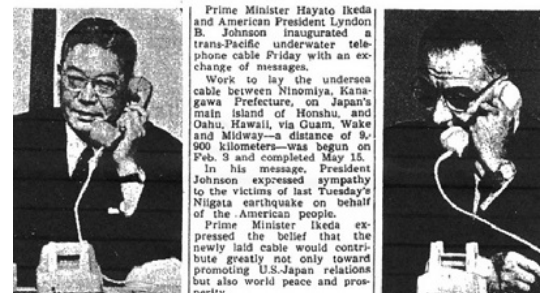 Prime Minister Hayato Ikeda
and American President Lyndon
B. Johnson inaugurated a
trans-Pacific underwater tele-
phone cable Friday with an ex-
change of messages.
Work to lay the undersea
cable between Ninomiya, Kana-
gawa Prefecture, on Japan's
main island of Honshu, and
Oahu, Hawaii, via Guam, Wake
and Midway—a distance of 9,-
900 kilometers—was begun on
Feb. 3 and completed May 15.
In his message, President
Johnson expressed sympathy
to the victims of last Tuesday's
Niigata earthquake on behalf
of the American people.
Prime Minister Ikeda ex-
pressed the belief that the
newly laid cable would contri-
bute greatly not only toward
promoting U.S.-Japan relations
but also world peace and pros-
perity.